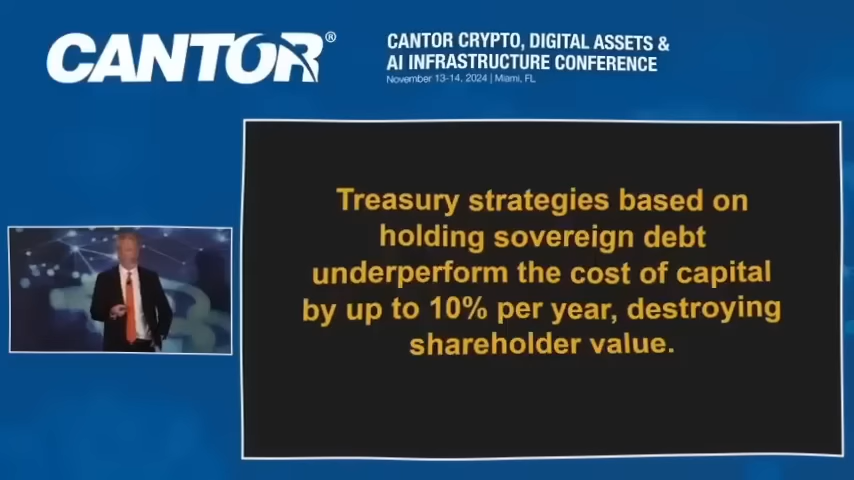 CANTOR®
CANTOR CRYPTO, DIGITAL ASSETS &
AI INFRASTRUCTURE CONFERENCE
November 13-14, 2024 | Miami, FL
Treasury strategies based on
holding sovereign debt
underperform the cost of capital
by up to 10% per year, destroying
shareholder value.